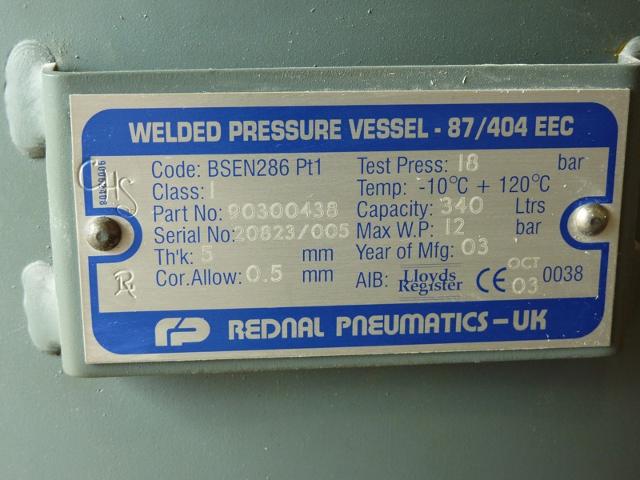 WELDED PRESSURE VESSEL - 87/404 EEC
Code: BSEN286 Pt1
Class: 1
Part No: 90300438
Serial No: 20823/005
Th'k: 5 mm
Cor.Allow: 0.5 mm
Test Press: 18 bar
Temp: -10°C + 120°C
Capacity: 340 Ltrs
Max W.P: 12 bar
Year of Mfg: 03
AIB: Lloyds Register CE OCT 03 0038
CHS
REDNAL PNEUMATICS-UK